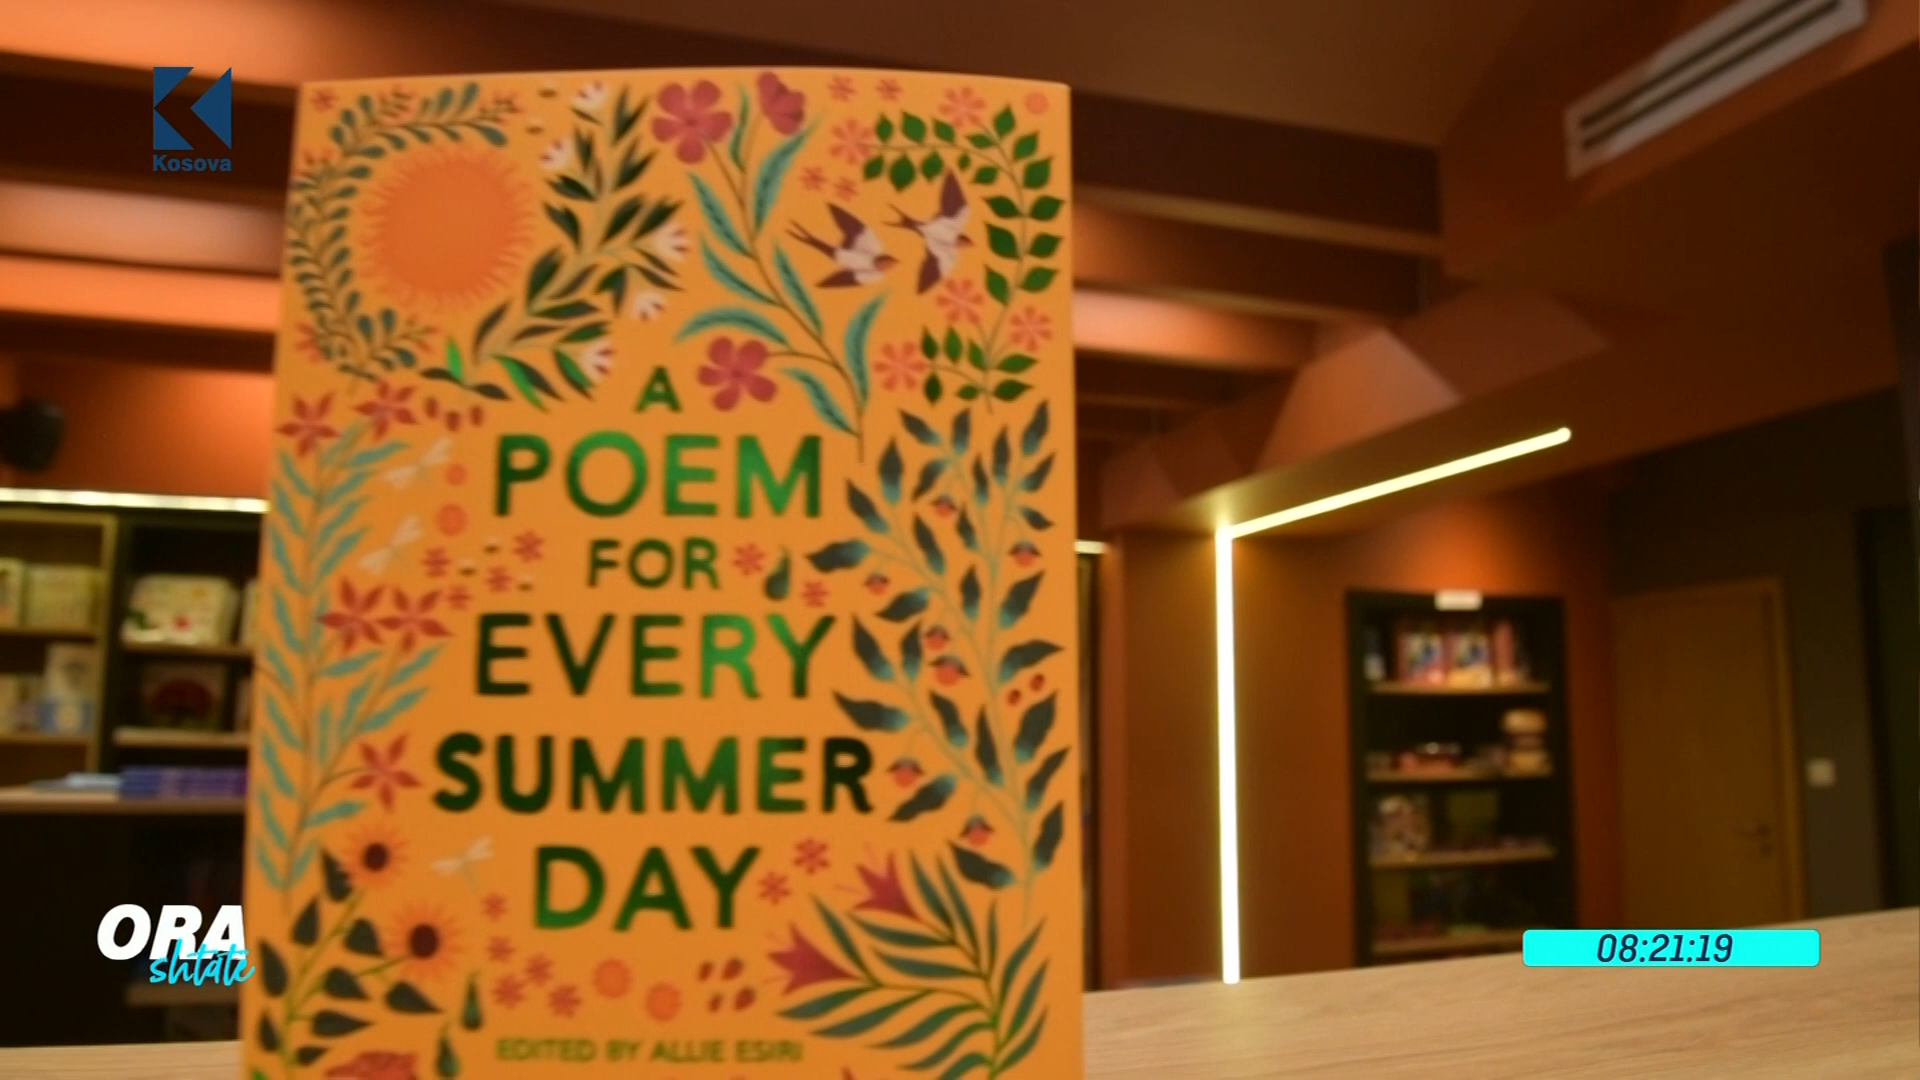 Kosova
A
POEM
FOR
EVERY
SUMMER
DAY
EDITED BY ALLIE ESIRI
ORA
shtatë
08:21:19